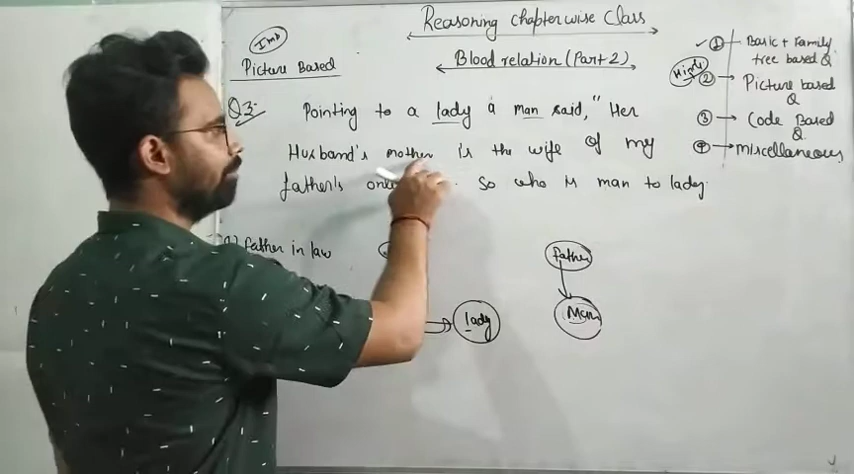 Reasoning Chapterwise Class
Imp
Picture Based
Blood relation (Part 2)
Q3- Pointing to a lady a man said, "Her
Husband's mother is the wife of my
father's so who is man to lady.
father in law
father
lady
Man
① Basic + Family
tree based Q
Hindi
② → Picture based
Q
③ → Code Based
Q
④ → miscellaneous